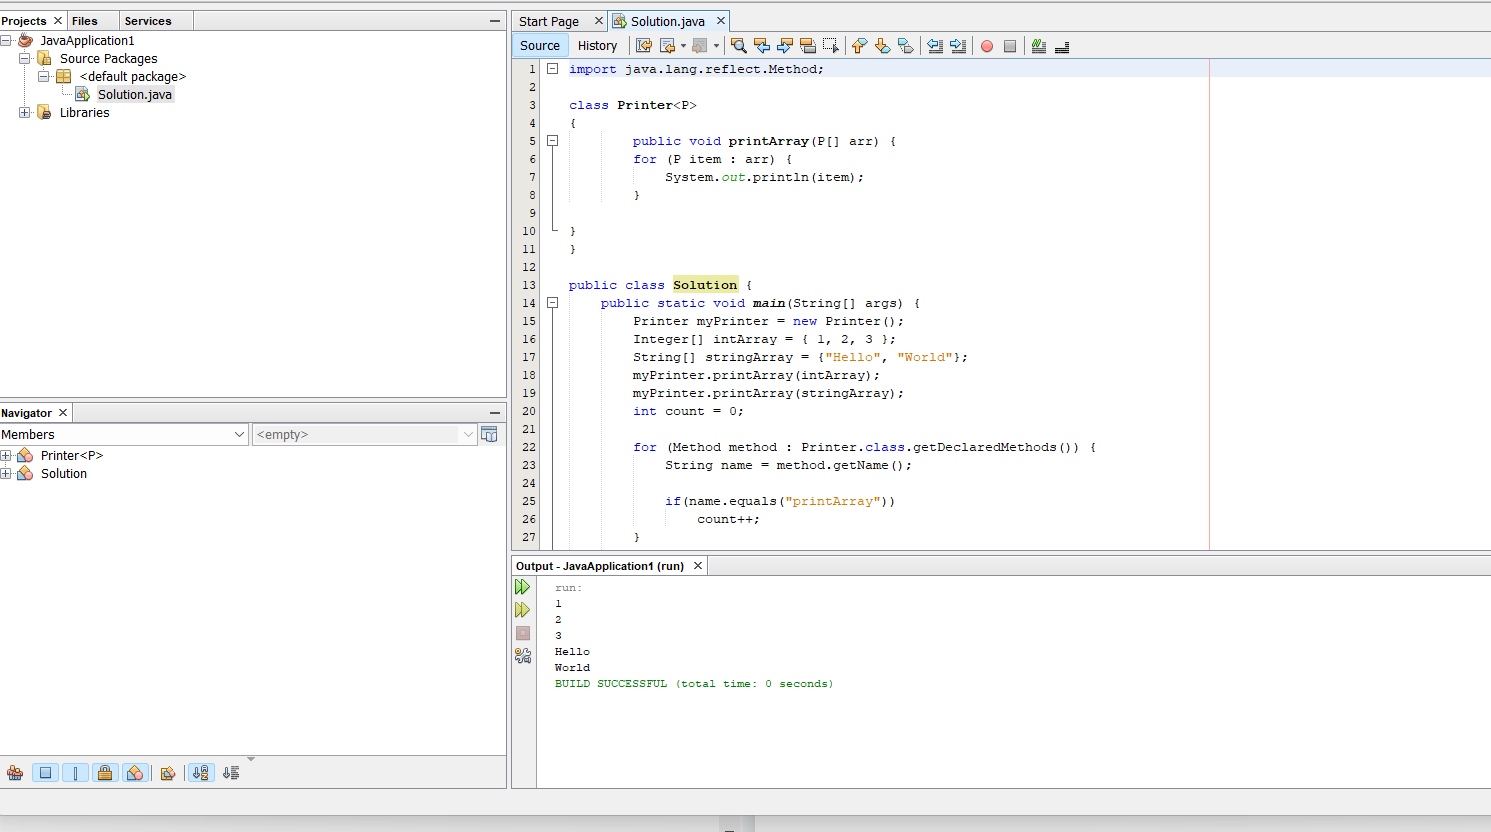 Projects
Files
Services
JavaApplication1
Source Packages
<default package>
Solution.java
Libraries
Navigator
Members
<empty>
Printer<P>
Solution
Start Page
Solution.java
Source
History
1 import java.lang.reflect.Method;
2
3 class Printer<P>
4 {
5 public void printArray(P[] arr) {
6 for (P item : arr) {
7 System.out.println(item);
8 }
9
10 }
11 }
12
13 public class Solution {
14 public static void main(String[] args) {
15 Printer myPrinter = new Printer();
16 Integer[] intArray = { 1, 2, 3 };
17 String[] stringArray = {"Hello", "World"};
18 myPrinter.printArray(intArray);
19 myPrinter.printArray(stringArray);
20 int count = 0;
21
22 for (Method method : Printer.class.getDeclaredMethods()) {
23 String name = method.getName();
24
25 if(name.equals("printArray"))
26 count++;
27 }
Output - JavaApplication1 (run)
run:
1
2
3
Hello
World
BUILD SUCCESSFUL (total time: 0 seconds)